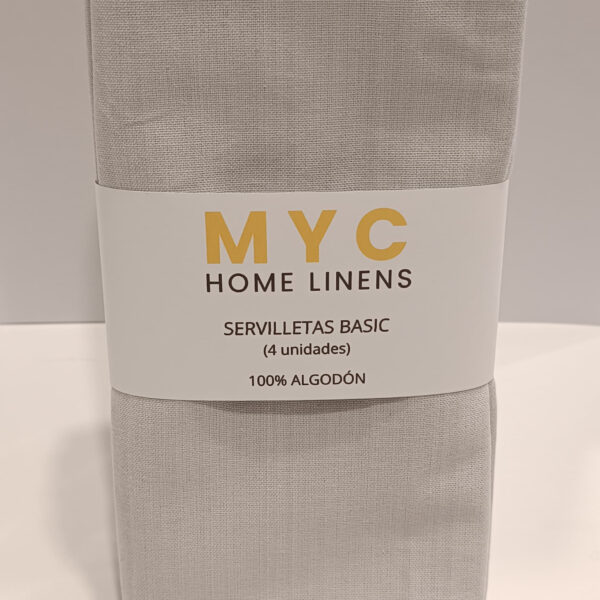 MYC
HOME LINENS
SERVILLETAS BASIC
(4 unidades)
100% ALGODÓN